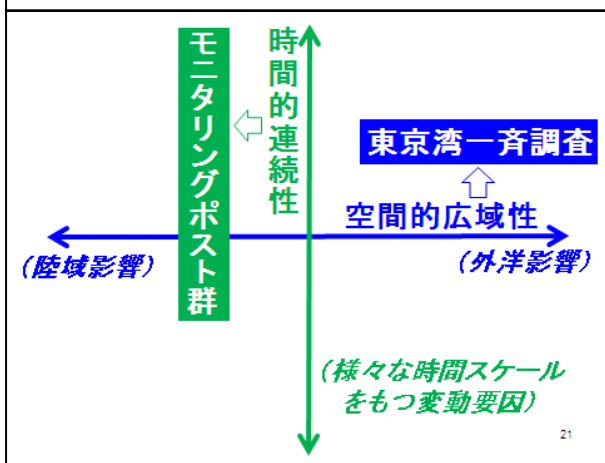 モニタリングポスト群
時間的連続性
東京湾一斉調査
空間的広域性
(陸域影響)
(外洋影響)
(様々な時間スケール
をもつ変動要因)
21